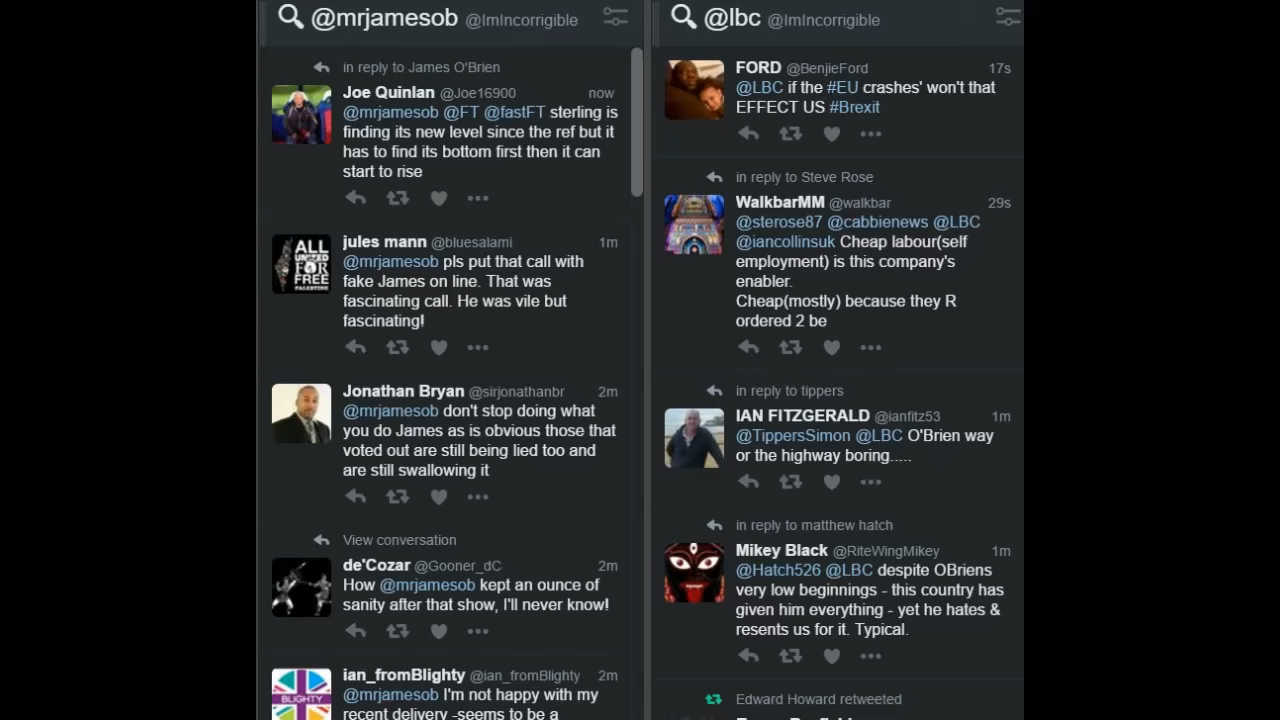 @mrjamesob @ImIncorrigible
in reply to James O'Brien
Joe Quinlan @Joe16900 now
@mrjamesob @FT @fastFT sterling is
finding its new level since the ref but it
has to find its bottom first then it can
start to rise
jules mann @bluesalami 1m
@mrjamesob pls put that call with
fake James on line. That was
fascinating call. He was vile but
fascinating!
ALL
UNITED
FOR
FREE
PALESTINE
Jonathan Bryan @sirjonathanbr 2m
@mrjamesob don't stop doing what
you do James as is obvious those that
voted out are still being lied too and
are still swallowing it
View conversation
de'Cozar @Gooner_dC 2m
How @mrjamesob kept an ounce of
sanity after that show, I'll never know!
ian_fromBlighty @ian_fromBlighty 2m
@mrjamesob I'm not happy with my
recent delivery -seems to be a
BLIGHTY
@lbc @ImIncorrigible
FORD @BenjieFord 17s
@LBC if the #EU crashes' won't that
EFFECT US #Brexit
in reply to Steve Rose
WalkbarMM @walkbar 29s
@sterose87 @cabbienews @LBC
@iancollinsuk Cheap labour(self
employment) is this company's
enabler.
Cheap(mostly) because they R
ordered 2 be
in reply to tippers
IAN FITZGERALD @ianfitz53 1m
@TippersSimon @LBC O'Brien way
or the highway boring.....
in reply to matthew hatch
Mikey Black @RiteWingMikey 1m
@Hatch526 @LBC despite OBriens
very low beginnings - this country has
given him everything - yet he hates &
resents us for it. Typical.
Edward Howard retweeted